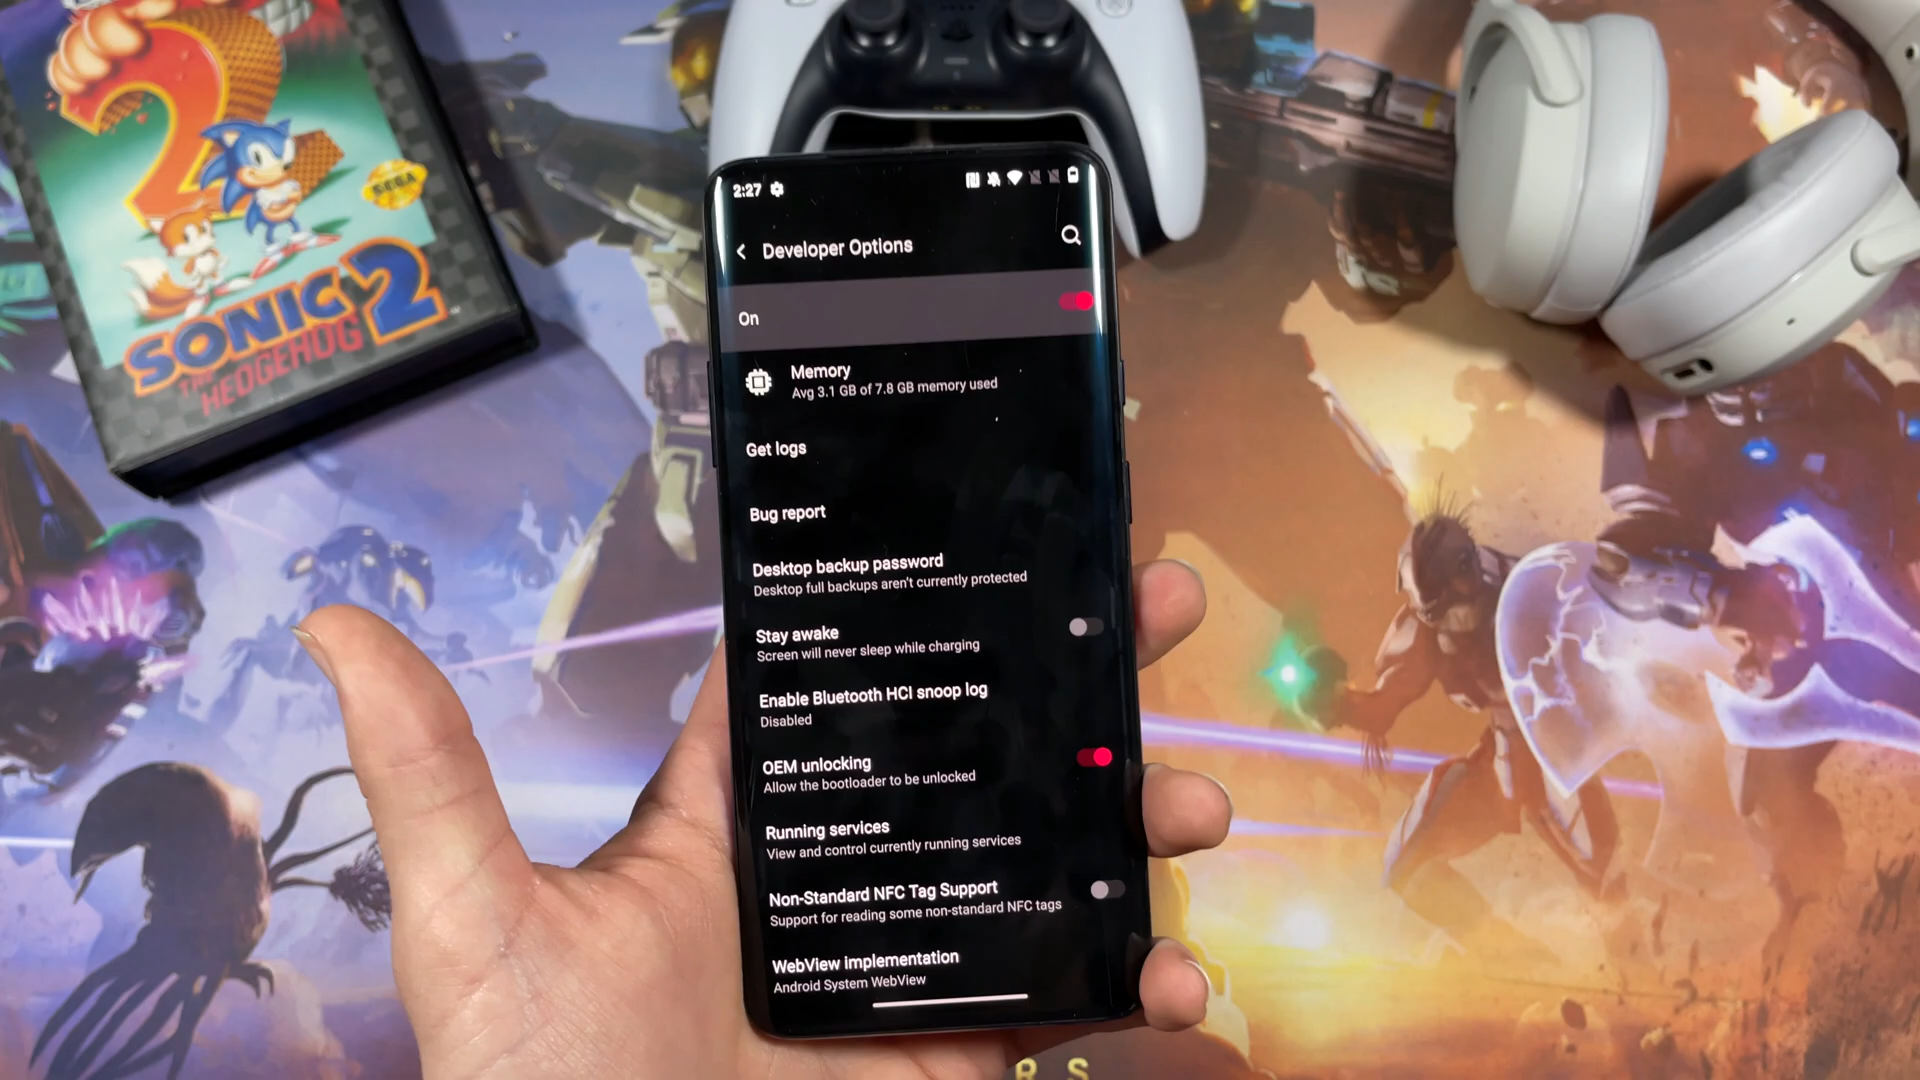 2
SEGA
SONIC 2
THE
HEDGEHOG
2:27
Developer Options
On
Memory
Avg 3.1 GB of 7.8 GB memory used
Get logs
Bug report
Desktop backup password
Desktop full backups aren't currently protected
Stay awake
Screen will never sleep while charging
Enable Bluetooth HCI snoop log
Disabled
OEM unlocking
Allow the bootloader to be unlocked
Running services
View and control currently running services
Non-Standard NFC Tag Support
Support for reading some non-standard NFC tags
WebView implementation
Android System WebView
R S